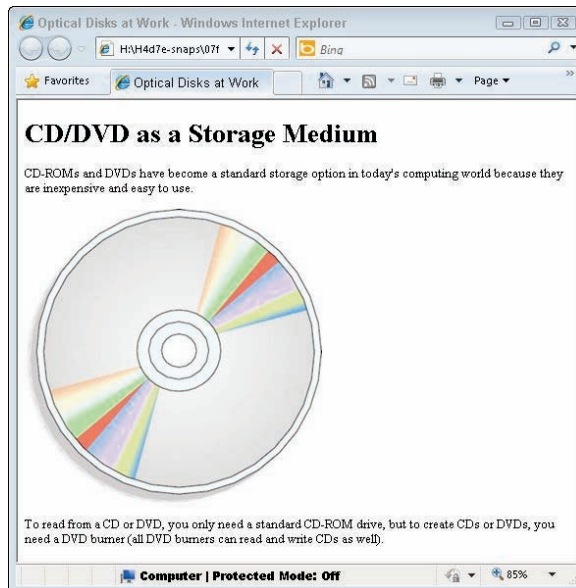 Optical Disks at Work - Windows Internet Explorer
H:\H4d7e-snaps\07f
Bing
Favorites
Optical Disks at Work
Page
CD/DVD as a Storage Medium
CD-ROMs and DVDs have become a standard storage option in today's computing world because they
are inexpensive and easy to use.
To read from a CD or DVD, you only need a standard CD-ROM drive, but to create CDs or DVDs, you
need a DVD burner (all DVD burners can read and write CDs as well).
Computer | Protected Mode: Off
85%